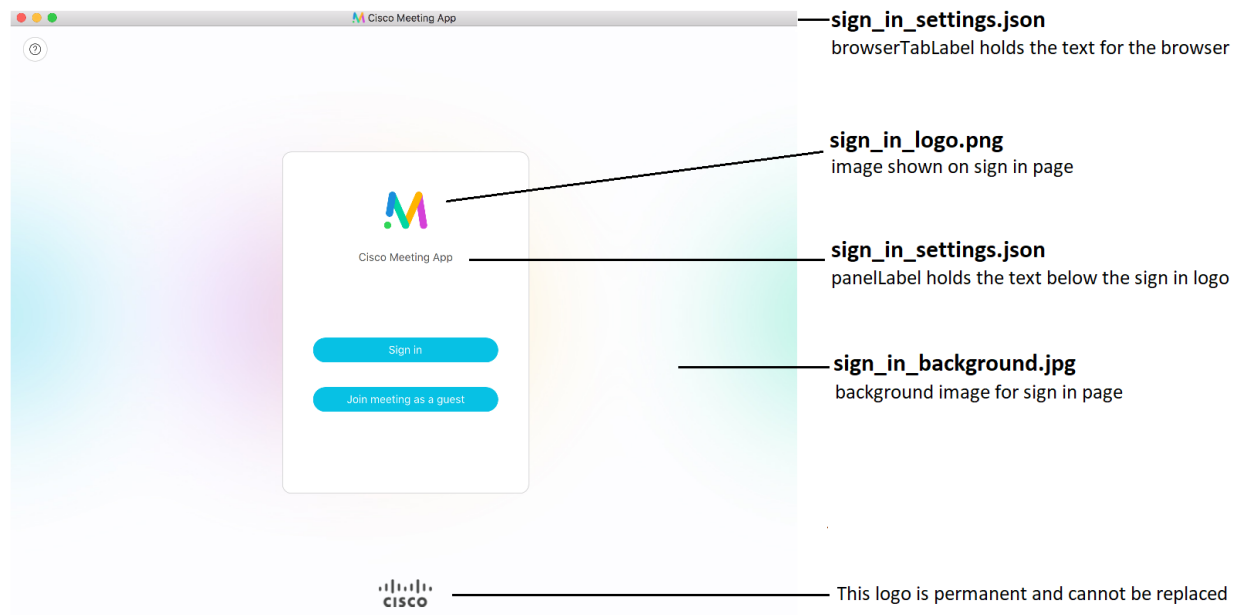 Cisco Meeting App
sign_in_settings.json
browserTabLabel holds the text for the browser
?
sign_in_logo.png
image shown on sign in page
Cisco Meeting App
sign_in_settings.json
panelLabel holds the text below the sign in logo
Sign in
sign_in_background.jpg
background image for sign in page
Join meeting as a guest
CISCO
This logo is permanent and cannot be replaced